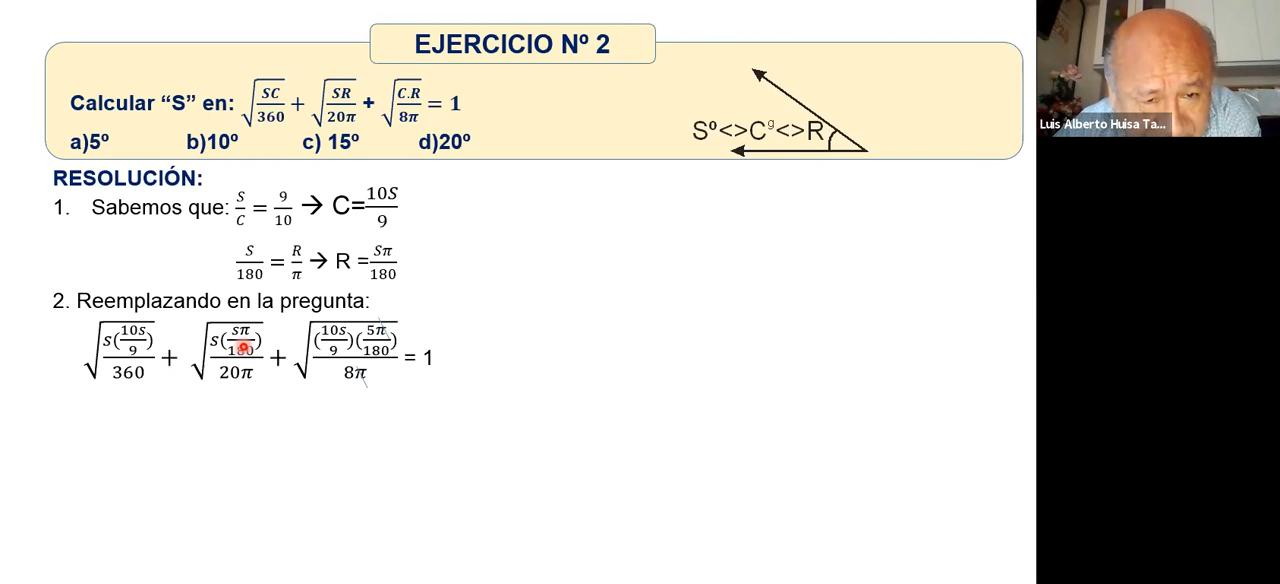 EJERCICIO Nº 2
Calcular “S” en: √(SC/360) + √(SR/20π) + √(C.R/8π) = 1
a)5º b)10º c) 15º d)20º
Sº<>Cᵍ<>R
Luis Alberto Huisa Ta...
RESOLUCIÓN:
1. Sabemos que: S/C = 9/10 → C=10S/9
S/180 = R/π → R =Sπ/180
2. Reemplazando en la pregunta:
√(s(10s/9)/360) + √(s(sπ/180)/20π) + √((10s/9)(5π/180)/8π) = 1